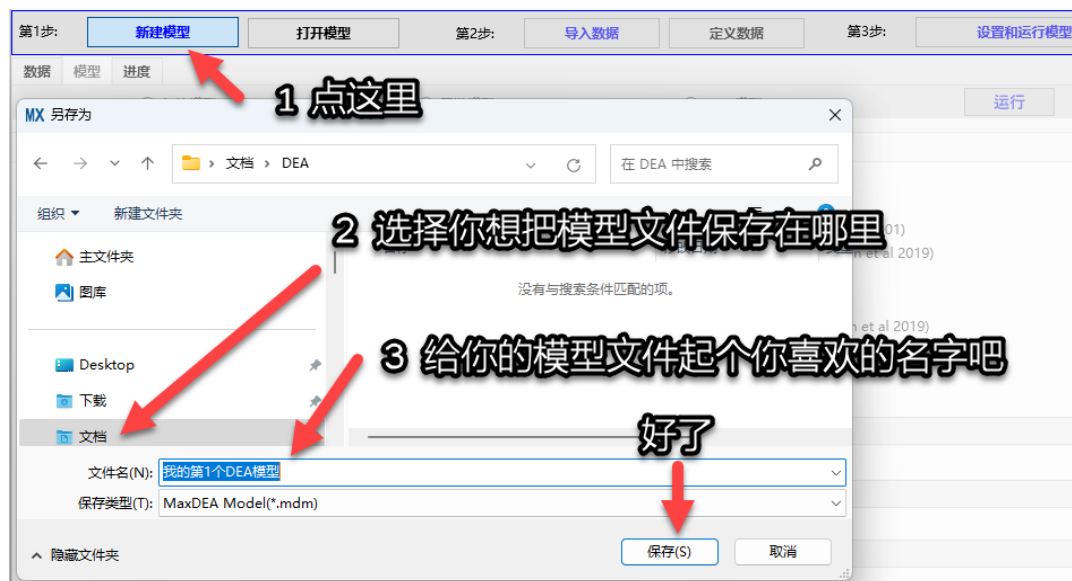 第1步: 新建模型 打开模型 第2步: 导入数据 定义数据 第3步: 设置和运行模型
数据 模型 进度
1 点这里
运行
MX 另存为
文档 › DEA
在 DEA 中搜索
组织 新建文件夹
2 选择你想把模型文件保存在哪里
01)
主文件夹
n et al 2019)
图库
没有与搜索条件匹配的项。
n et al 2019)
3 给你的模型文件起个你喜欢的名字吧
Desktop
下载
文档
好了
文件名(N): 我的第1个DEA模型
保存类型(T): MaxDEA Model(*.mdm)
隐藏文件夹
保存(S) 取消